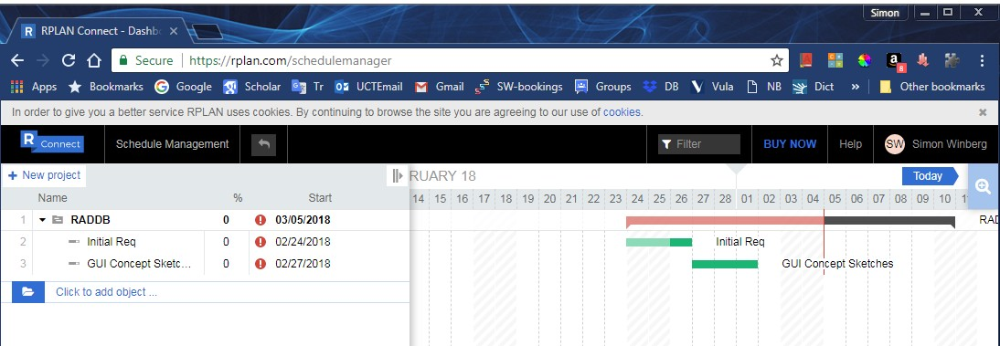 Simon
RPLAN Connect - Dashb
Secure https://rplan.com/schedulemanager
8
Apps Bookmarks Google Scholar Tr UCTEmail Gmail SW-bookings Groups DB Vula NB Dict » Other bookmarks
In order to give you a better service RPLAN uses cookies. By continuing to browse the site you are agreeing to our use of cookies.
R Connect Schedule Management Filter BUY NOW Help SW Simon Winberg
+ New project RUARY 18 Today
Name % Start 14 15 16 17 18 19 20 21 22 23 24 25 26 27 28 01 02 03 04 05 06 07 08 09 10 1
1 RADDB 0 03/05/2018 RAD
2 Initial Req 0 02/24/2018 Initial Req
3 GUI Concept Sketc... 0 02/27/2018 GUI Concept Sketches
Click to add object ...